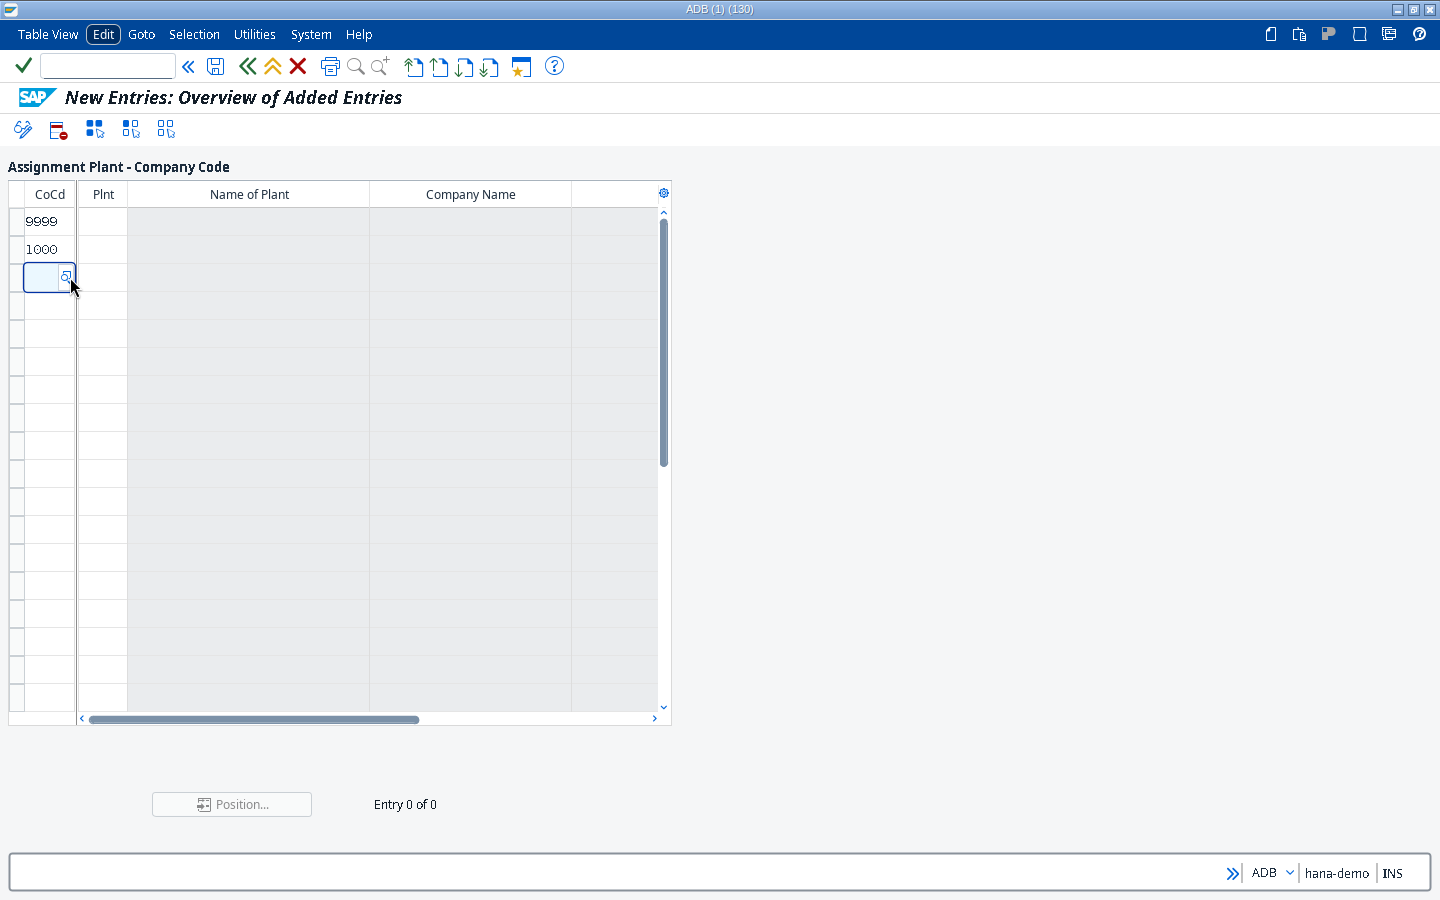 ADB (1) (130)
Table View Edit Goto Selection Utilities System Help
SAP New Entries: Overview of Added Entries
Assignment Plant - Company Code
CoCd Plnt Name of Plant Company Name
9999
1000
Position... Entry 0 of 0
ADB hana-demo INS